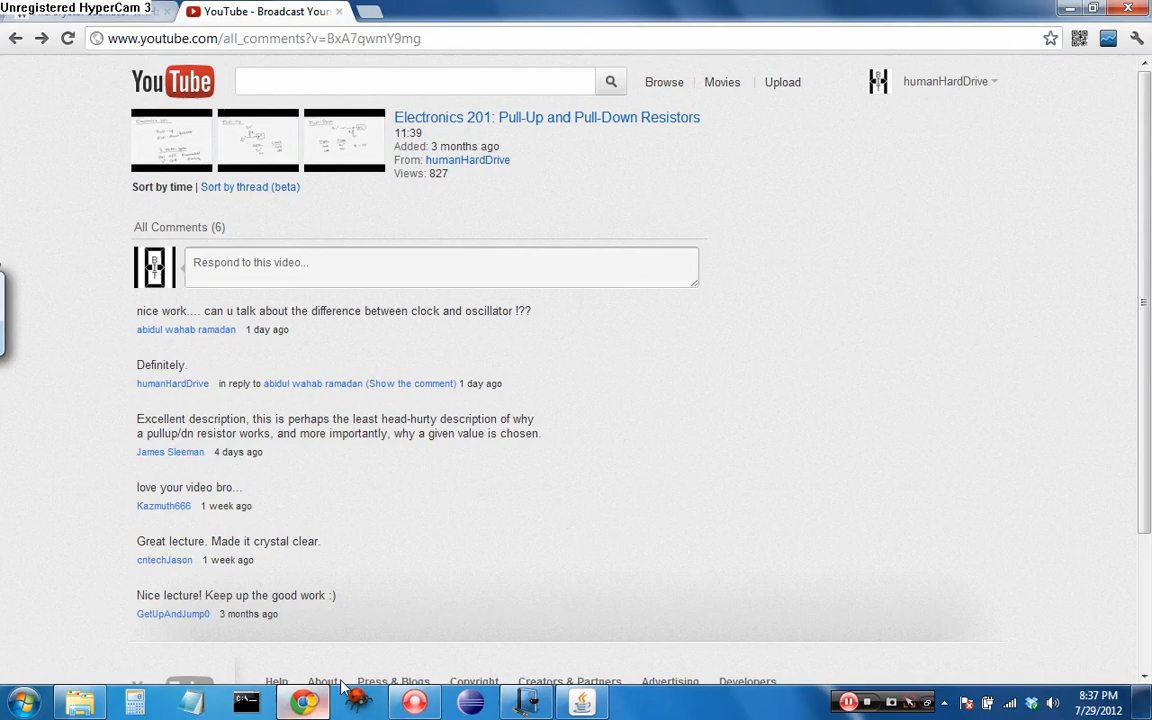 Unregistered HyperCam 3
YouTube - Broadcast Your
www.youtube.com/all_comments?v=BxA7qwmY9mg
YouTube
Browse | Movies | Upload
humanHardDrive
Electronics 201: Pull-Up and Pull-Down Resistors
11:39
Added: 3 months ago
From: humanHardDrive
Views: 827
Sort by time | Sort by thread (beta)
All Comments (6)
Respond to this video...
nice work.... can u talk about the difference between clock and oscillator !??
abidul wahab ramadan 1 day ago
Definitely.
humanHardDrive in reply to abidul wahab ramadan (Show the comment) 1 day ago
Excellent description, this is perhaps the least head-hurty description of why
a pullup/dn resistor works, and more importantly, why a given value is chosen.
James Sleeman 4 days ago
love your video bro...
Kazmuth666 1 week ago
Great lecture. Made it crystal clear.
cntechJason 1 week ago
Nice lecture! Keep up the good work :)
GetUpAndJump0 3 months ago
Help About Press & Blogs Copyright Creators & Partners Advertising Developers
8:37 PM
7/29/2012